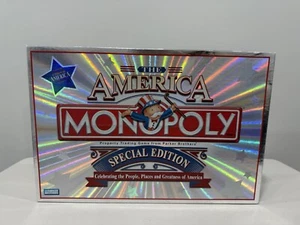 AMERICA
THE
AMERICA
MONOPOLY
Property Trading Game from Parker Brothers
SPECIAL EDITION
Celebrating the People, Places and Greatness of America